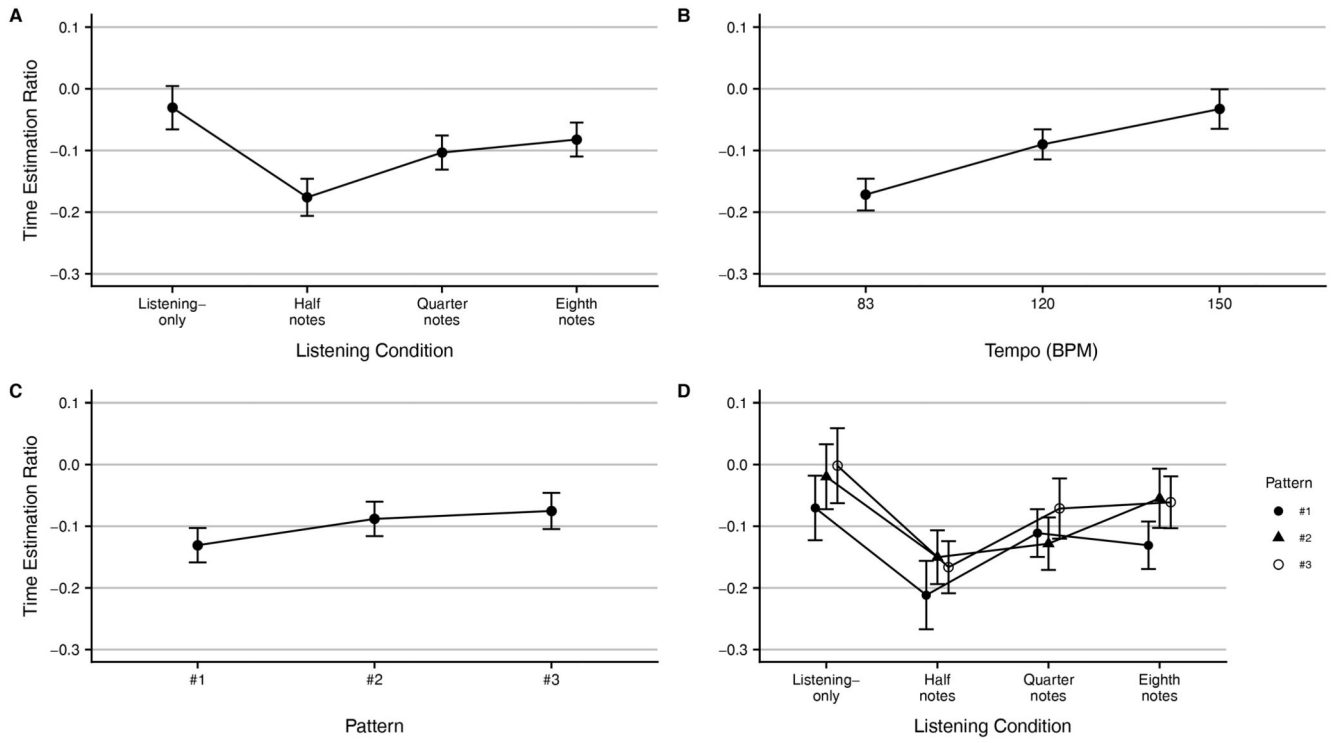 A
Time Estimation Ratio
0.1
0.0
−0.1
−0.2
−0.3
Listening−
only
Half
notes
Quarter
notes
Eighth
notes
Listening Condition
B
0.1
0.0
−0.1
−0.2
−0.3
83
120
150
Tempo (BPM)
C
Time Estimation Ratio
0.1
0.0
−0.1
−0.2
−0.3
#1
#2
#3
Pattern
D
0.1
0.0
−0.1
−0.2
−0.3
Listening−
only
Half
notes
Quarter
notes
Eighth
notes
Listening Condition
Pattern
#1
#2
#3